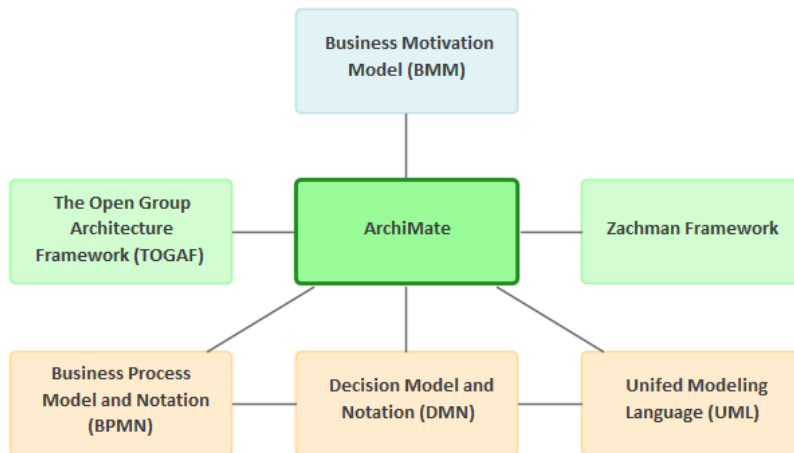 Business Motivation
Model (BMM)
The Open Group
Architecture
Framework (TOGAF)
ArchiMate
Zachman Framework
Business Process
Model and Notation
(BPMN)
Decision Model and
Notation (DMN)
Unifed Modeling
Language (UML)